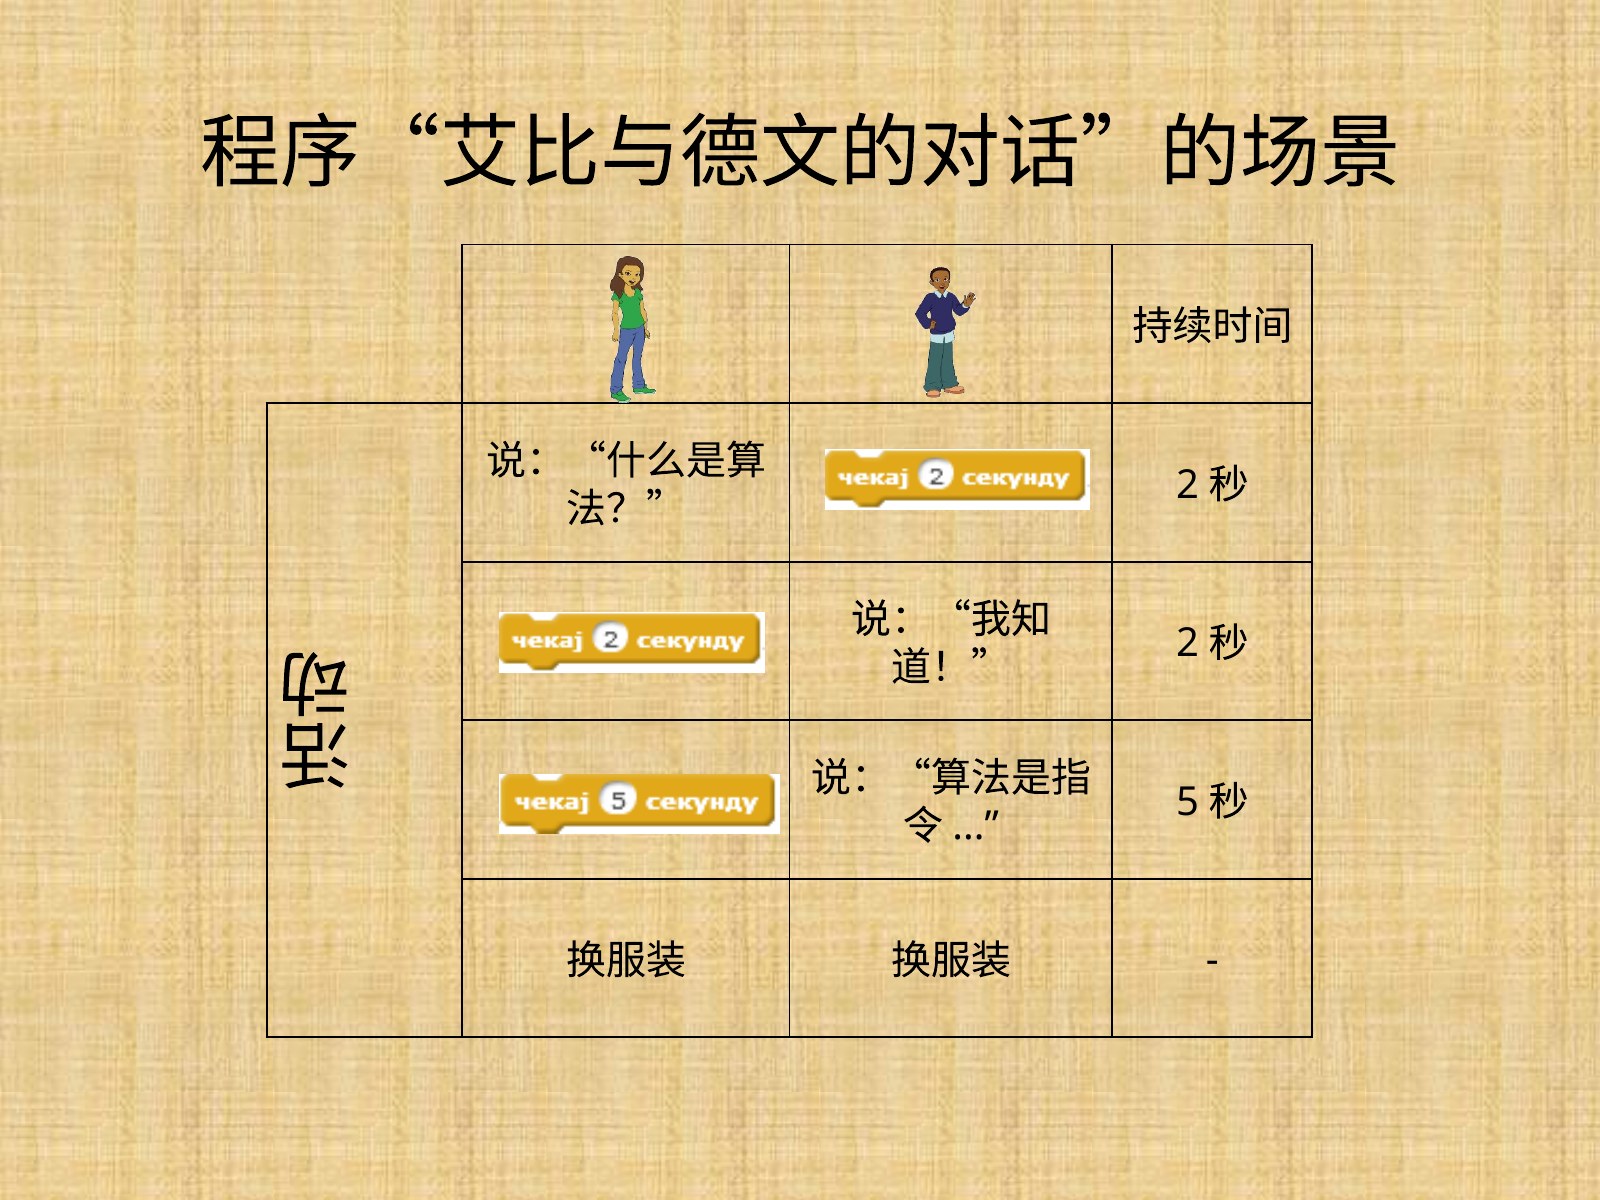 程序“艾比与德文的对话”的场景
持续时间
活动
说：“什么是算
法？”
чекај 2 секунду
2 秒
чекај 2 секунду
说：“我知
道！”
2 秒
чекај 5 секунду
说：“算法是指
令 ...”
5 秒
换服装
换服装
-